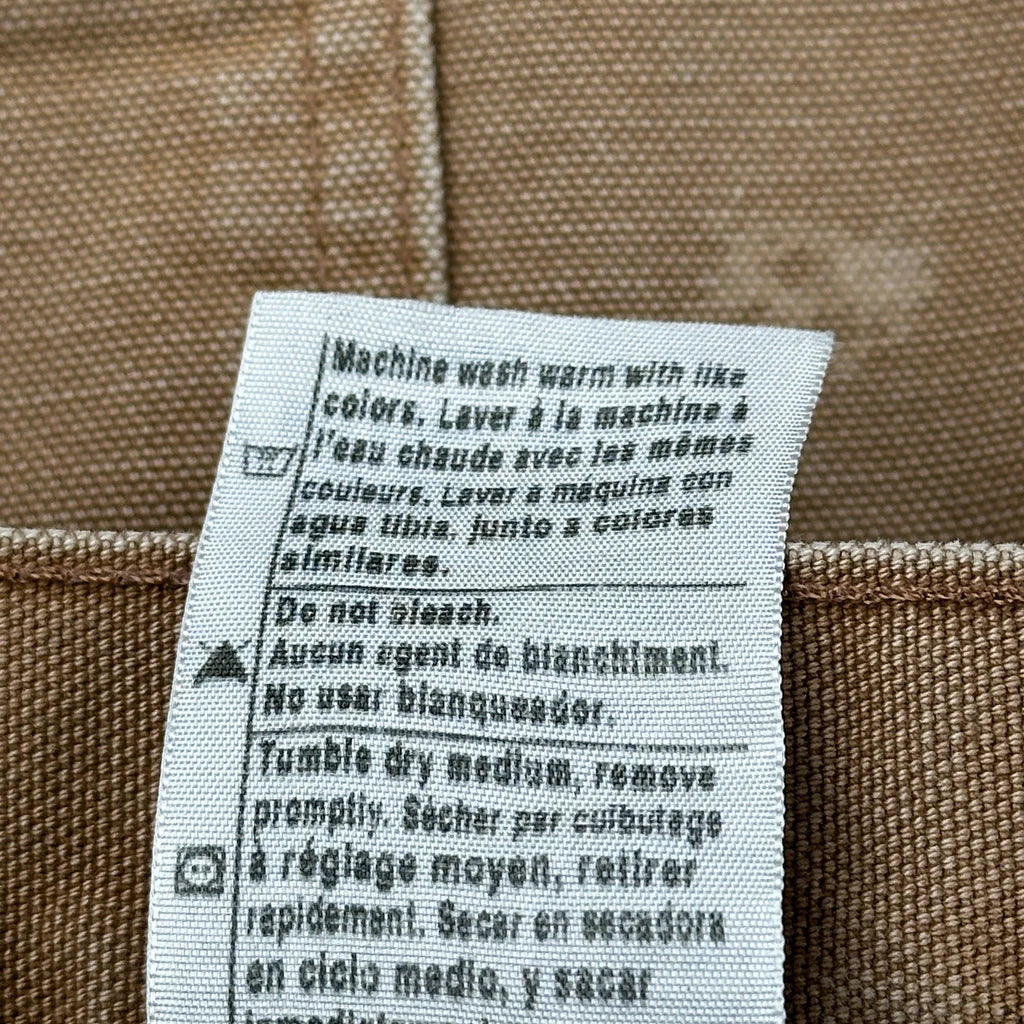 Machine wash warm with like
colors. Laver à la machine à
l'eau chaude avec les mêmes
couleurs. Lavar a maquina con
agua tibia, junto a colores
similares.
Do not bleach.
Aucun agent de blanchiment.
No usar blanqueador.
Tumble dry medium, remove
promptly. Sécher par culbutage
à réglage moyen, retirer
rapidement. Secar en secadora
en ciclo medio, y sacar